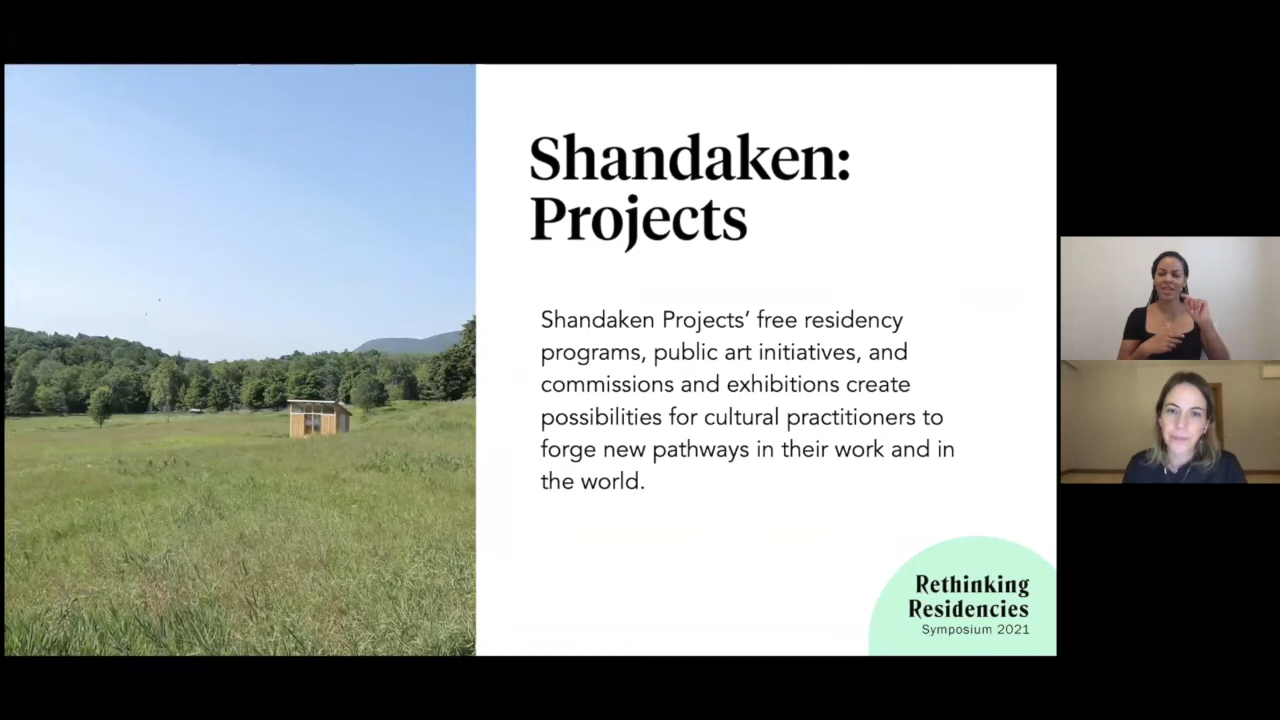 Shandaken:
Projects
Shandaken Projects’ free residency
programs, public art initiatives, and
commissions and exhibitions create
possibilities for cultural practitioners to
forge new pathways in their work and in
the world.
Rethinking
Residencies
Symposium 2021